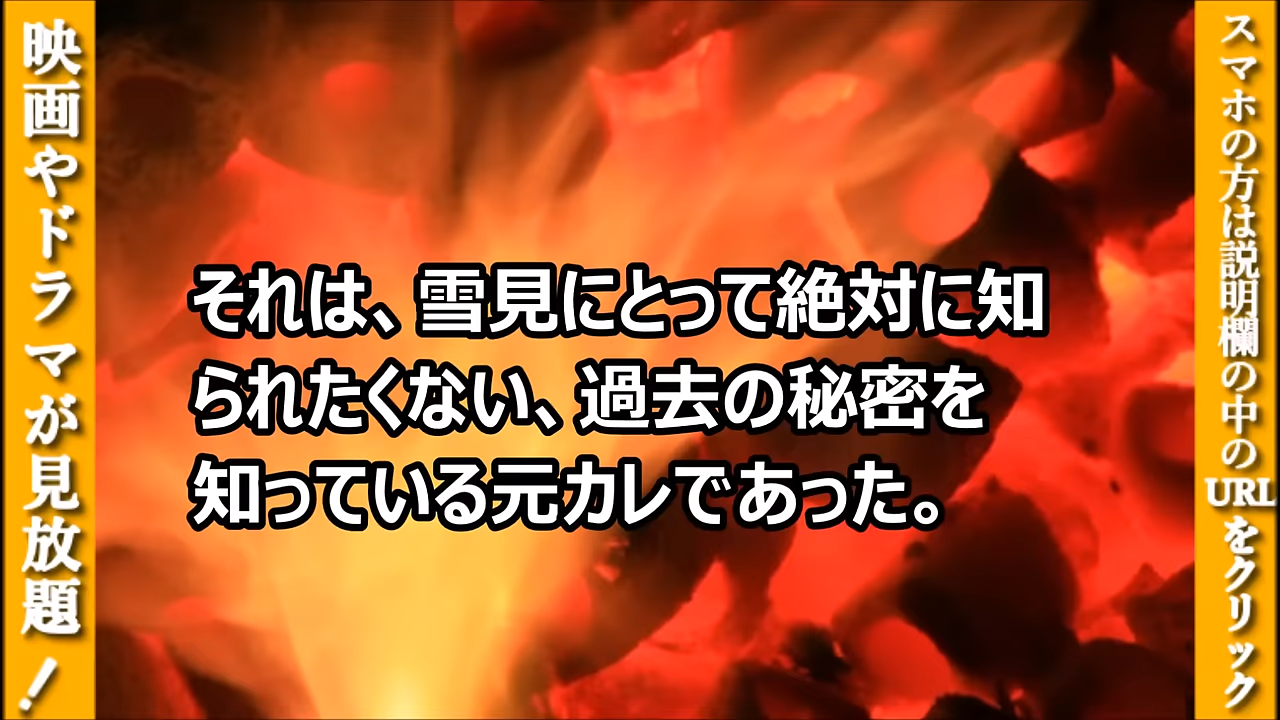 映画やドラマが見放題！
それは、雪見にとって絶対に知
られたくない、過去の秘密を
知っている元カレであった。
スマホの方は説明欄の中のURLをクリック